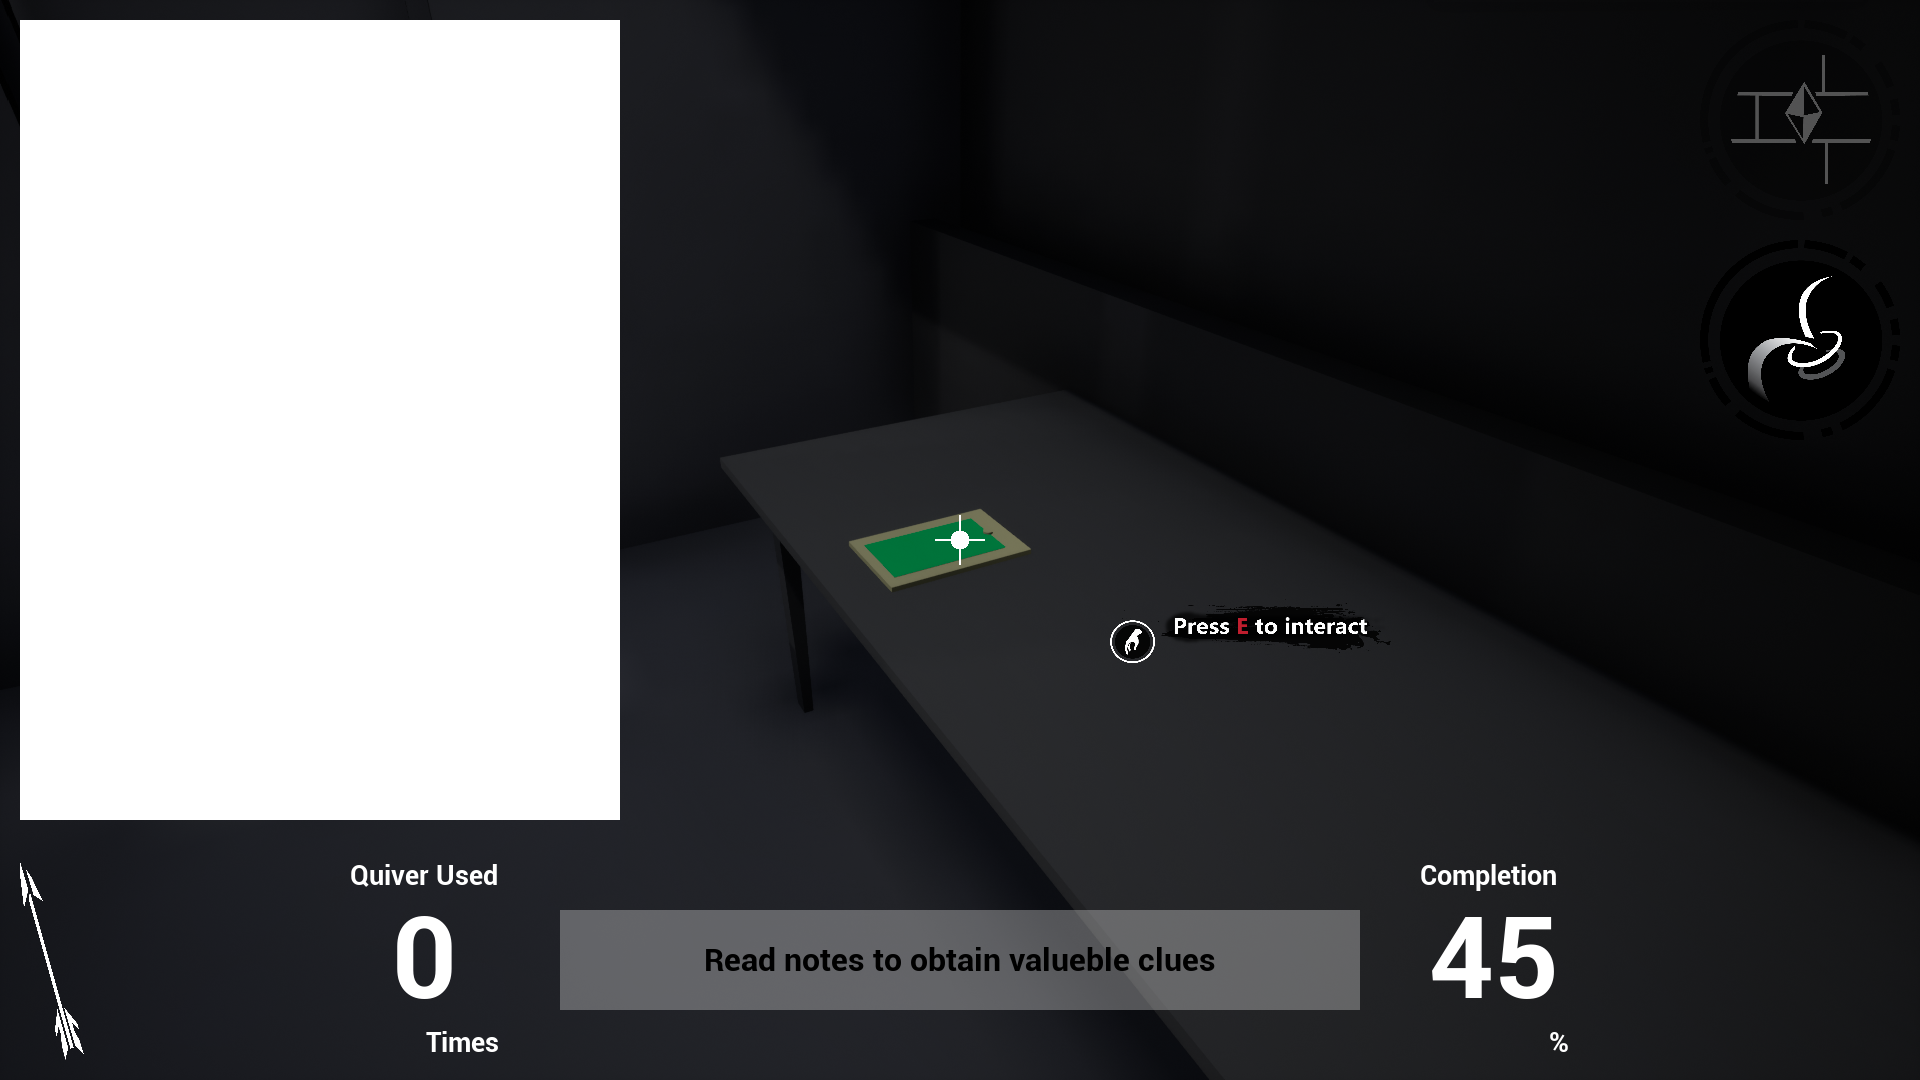 Press E to interact
Quiver Used
0
Times
Read notes to obtain valueble clues
Completion
45
%